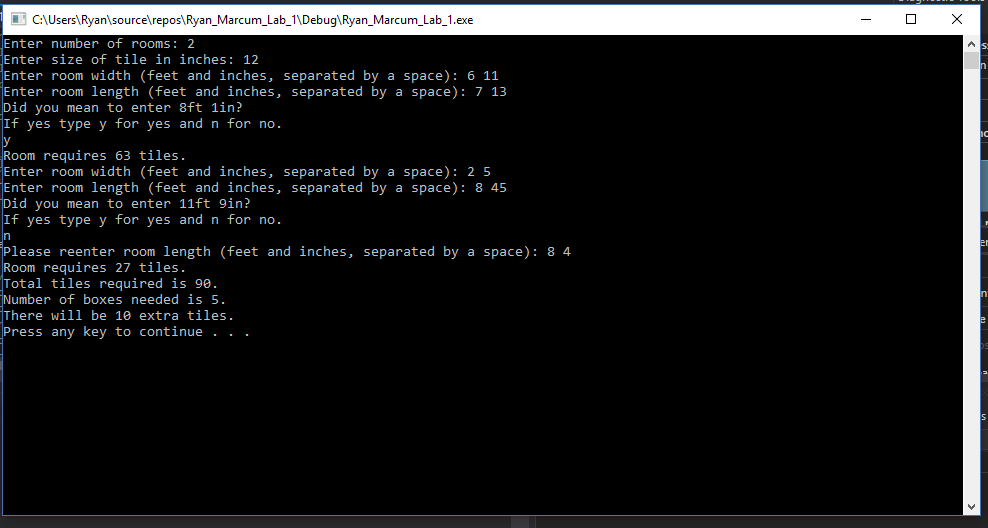 C:\Users\Ryan\source\repos\Ryan_Marcum_Lab_1\Debug\Ryan_Marcum_Lab_1.exe
Enter number of rooms: 2
Enter size of tile in inches: 12
Enter room width (feet and inches, separated by a space): 6 11
Enter room length (feet and inches, separated by a space): 7 13
Did you mean to enter 8ft 1in?
If yes type y for yes and n for no.
y
Room requires 63 tiles.
Enter room width (feet and inches, separated by a space): 2 5
Enter room length (feet and inches, separated by a space): 8 45
Did you mean to enter 11ft 9in?
If yes type y for yes and n for no.
n
Please reenter room length (feet and inches, separated by a space): 8 4
Room requires 27 tiles.
Total tiles required is 90.
Number of boxes needed is 5.
There will be 10 extra tiles.
Press any key to continue . . .